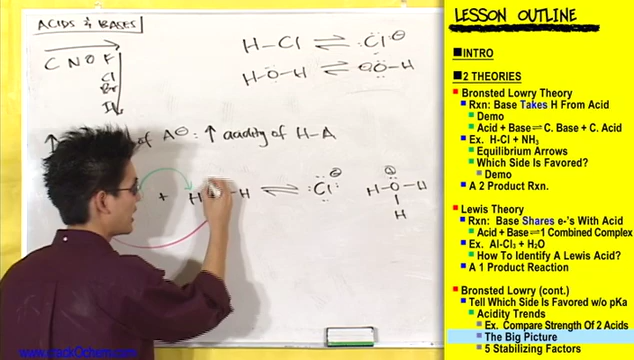 ACIDS & BASES
C N O F
Cl
Br
I
H-Cl ⇌ :Cl:⊖
H-O-H ⇌ ⊖O-H
of A⊖: ↑ acidity of H-A
+ H -H ⇌ :Cl:⊖ H-O-H
H
www.crackOchem.com
LESSON OUTLINE
INTRO
2 THEORIES
Bronsted Lowry Theory
Rxn: Base Takes H From Acid
Demo
Acid + Base ⇌ C. Base + C. Acid
Ex. H-Cl + NH₃
Equilibrium Arrows
Which Side Is Favored?
Demo
A 2 Product Rxn.
Lewis Theory
Rxn: Base Shares e-'s With Acid
Acid + Base ⇌ 1 Combined Complex
Ex: Al-Cl₃ + H₂O
How To Identify A Lewis Acid?
A 1 Product Reaction
Bronsted Lowry (cont.)
Tell Which Side Is Favored w/o pKa
Acidity Trends
Ex. Compare Strength Of 2 Acids
The Big Picture
5 Stabilizing Factors